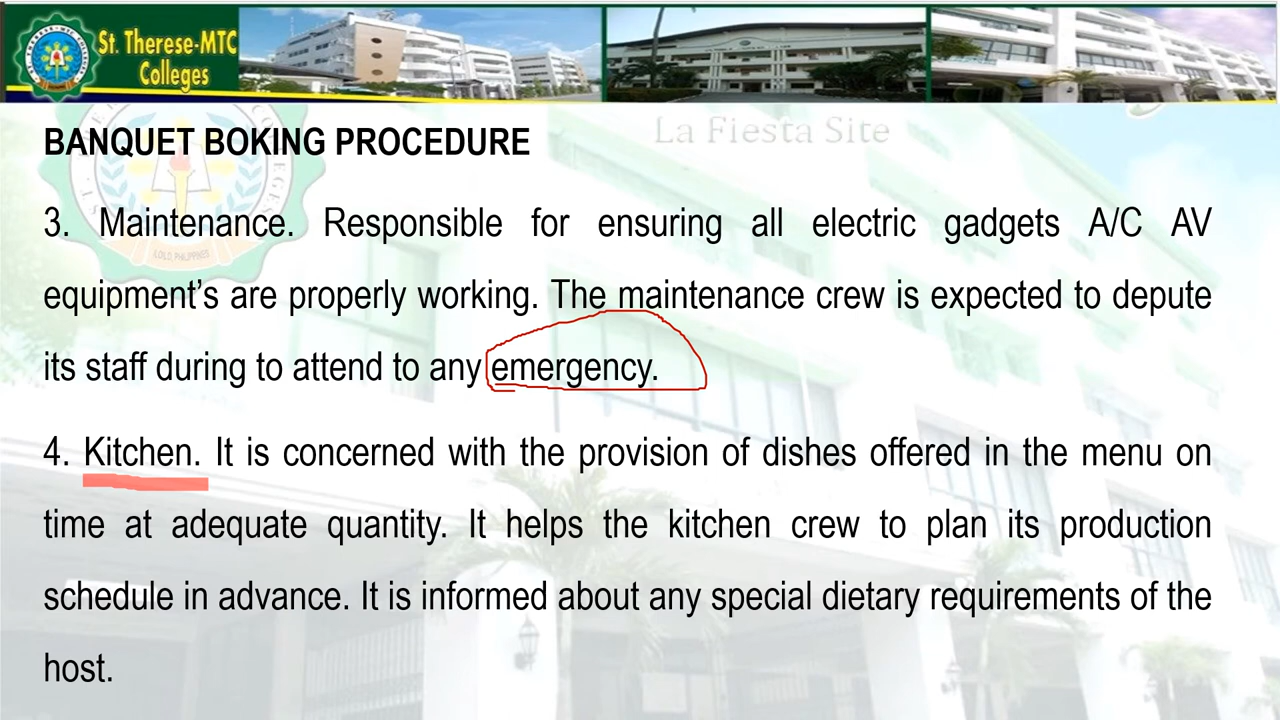 St. Therese-MTC
Colleges
La Fiesta Site
BANQUET BOKING PROCEDURE
3. Maintenance. Responsible for ensuring all electric gadgets A/C AV
equipment’s are properly working. The maintenance crew is expected to depute
its staff during to attend to any emergency.
4. Kitchen. It is concerned with the provision of dishes offered in the menu on
time at adequate quantity. It helps the kitchen crew to plan its production
schedule in advance. It is informed about any special dietary requirements of the
host.